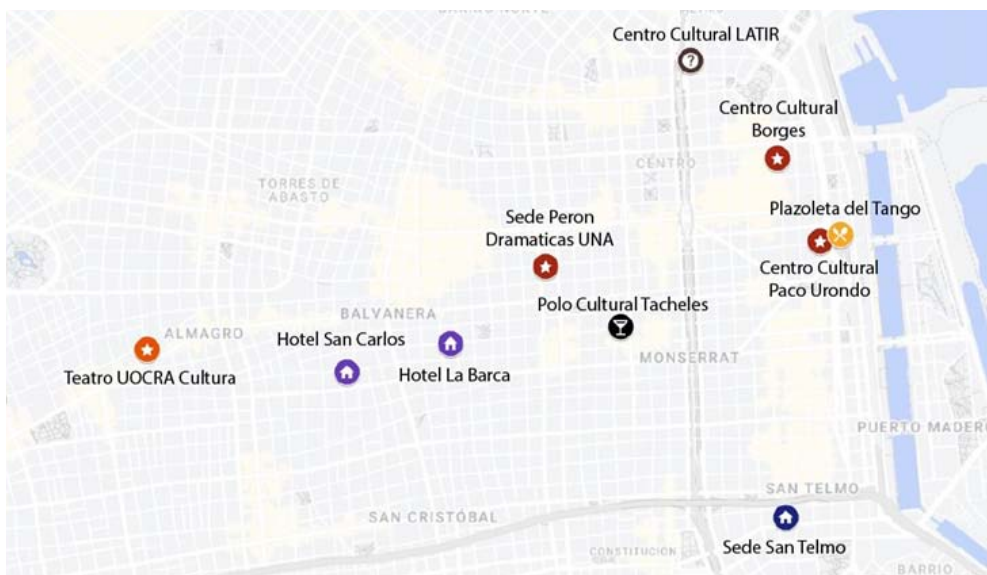 Centro Cultural LATIR
Centro Cultural
Borges
CENTRO
TORRES DE
ABASTO
Plazoleta del Tango
Sede Peron
Dramaticas UNA
Centro Cultural
Paco Urondo
Polo Cultural Tacheles
BALVANERA
ALMAGRO
Hotel San Carlos
MONSERRAT
Teatro UOCRA Cultura
Hotel La Barca
PUERTO MADERO
SAN TELMO
SAN CRISTÓBAL
Sede San Telmo
CONSTITUCIÓN
BARRIO